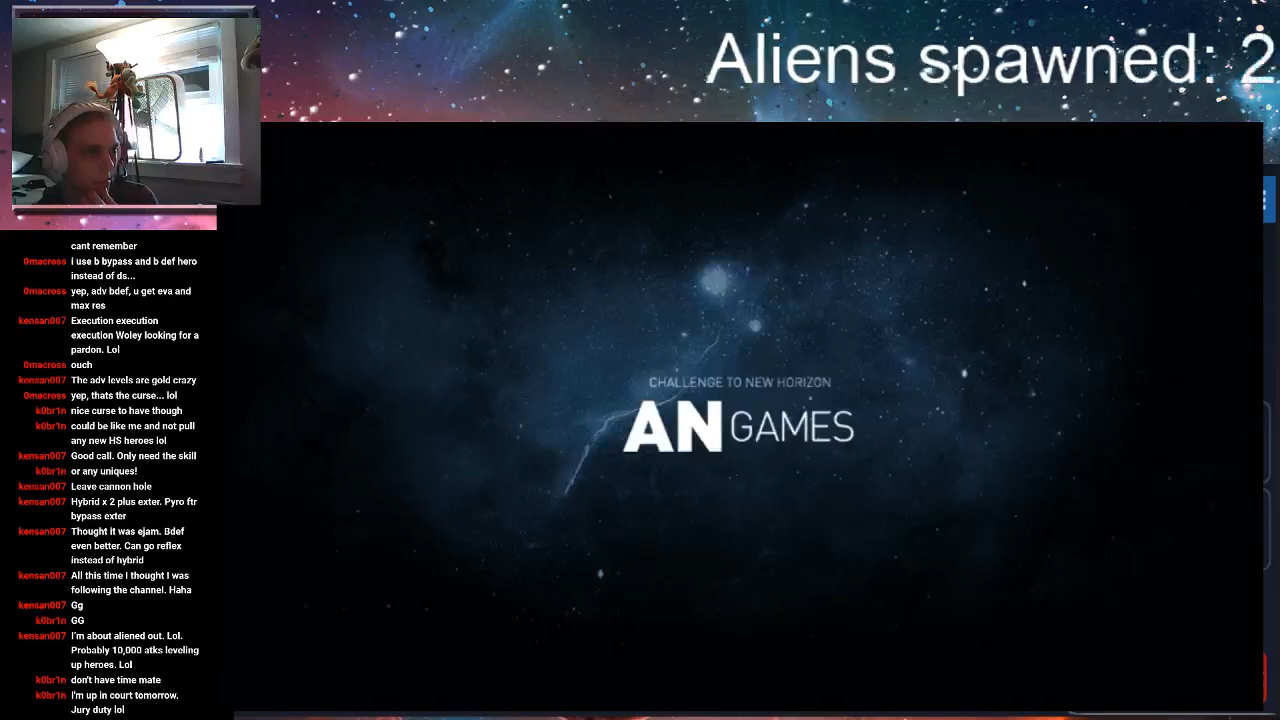 Aliens spawned: 2
cant remember
0macross i use b bypass and b def hero
instead of ds...
0macross yep, adv bdef, u get eva and
max res
kensan007 Execution execution
execution Woley looking for a
pardon. Lol
0macross ouch
kensan007 The adv levels are gold crazy
0macross yep, thats the curse... lol
k0br1n nice curse to have though
k0br1n could be like me and not pull
any new HS heroes lol
kensan007 Good call. Only need the skill
k0br1n or any uniques!
kensan007 Leave cannon hole
kensan007 Hybrid x 2 plus exter. Pyro ftr
bypass exter
kensan007 Thought it was ejam. Bdef
even better. Can go reflex
instead of hybrid
kensan007 All this time I thought I was
following the channel. Haha
kensan007 Gg
k0br1n GG
kensan007 I'm about aliened out. Lol.
Probably 10,000 atks leveling
up heroes. Lol
k0br1n don't have time mate
k0br1n I'm up in court tomorrow.
Jury duty lol
CHALLENGE TO NEW HORIZON
AN GAMES